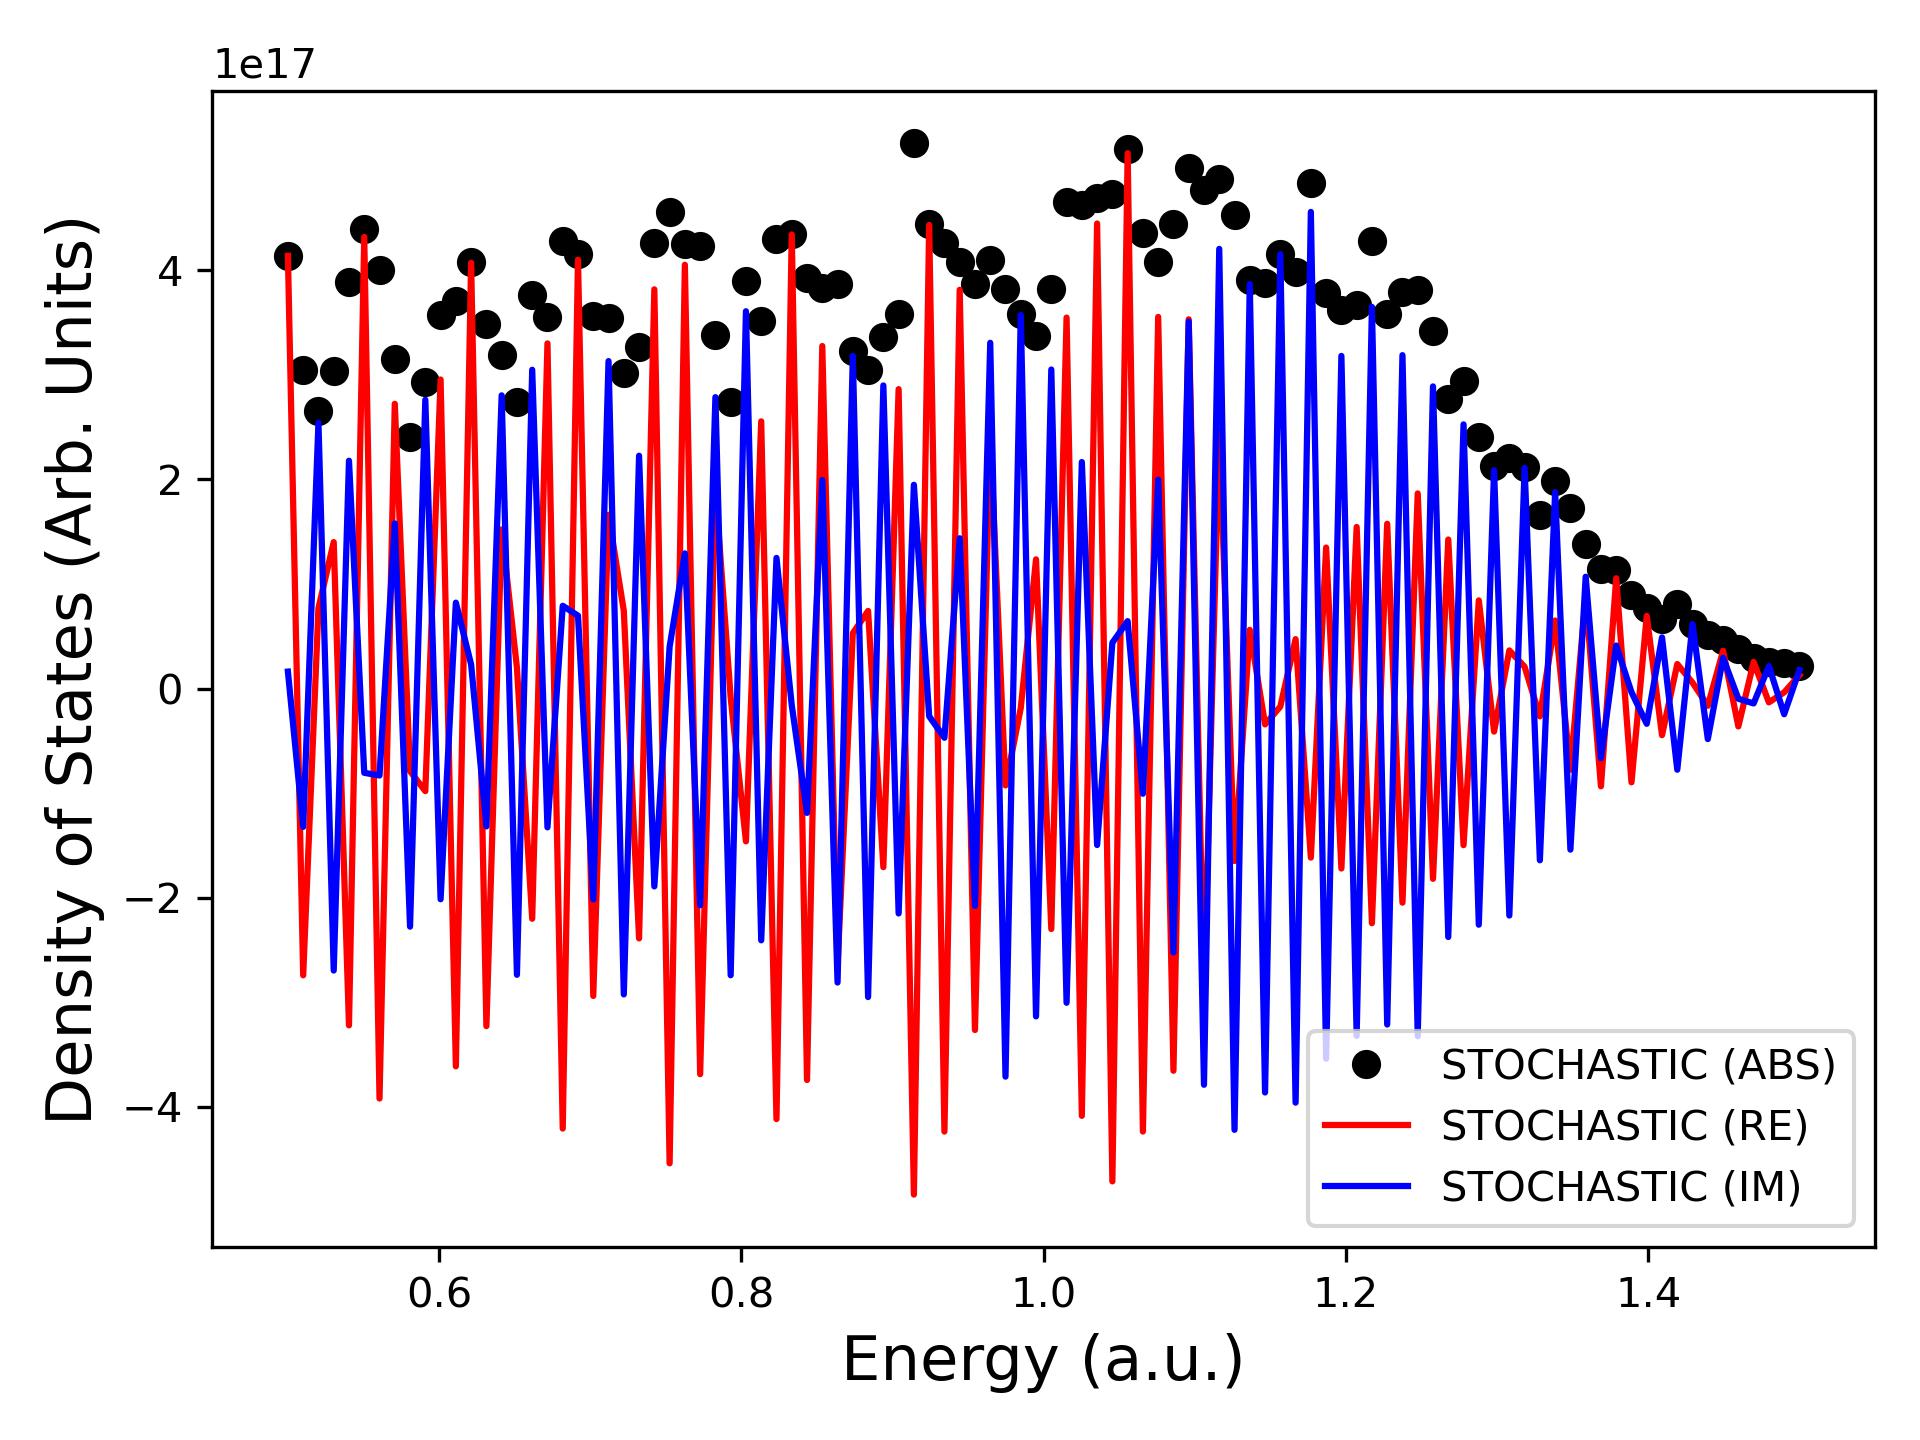 1e17
Density of States (Arb. Units)
4
2
0
−2
−4
STOCHASTIC (ABS)
STOCHASTIC (RE)
STOCHASTIC (IM)
0.6 0.8 1.0 1.2 1.4
Energy (a.u.)